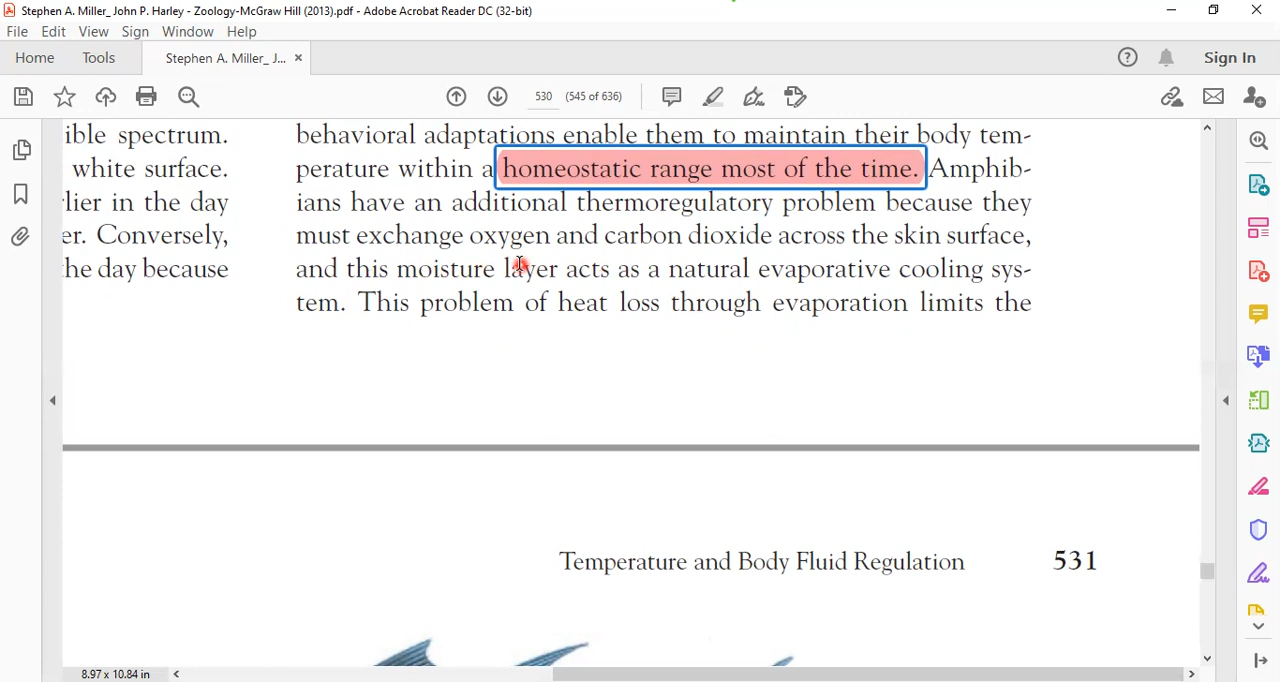 Stephen A. Miller_ John P. Harley - Zoology-McGraw Hill (2013).pdf - Adobe Acrobat Reader DC (32-bit)
File Edit View Sign Window Help
Home Tools Stephen A. Miller_ J... × Sign In
530 (545 of 636)
ible spectrum.
white surface.
lier in the day
er. Conversely,
he day because
behavioral adaptations enable them to maintain their body tem-
perature within a homeostatic range most of the time. Amphib-
ians have an additional thermoregulatory problem because they
must exchange oxygen and carbon dioxide across the skin surface,
and this moisture layer acts as a natural evaporative cooling sys-
tem. This problem of heat loss through evaporation limits the
Temperature and Body Fluid Regulation 531
8.97 x 10.84 in